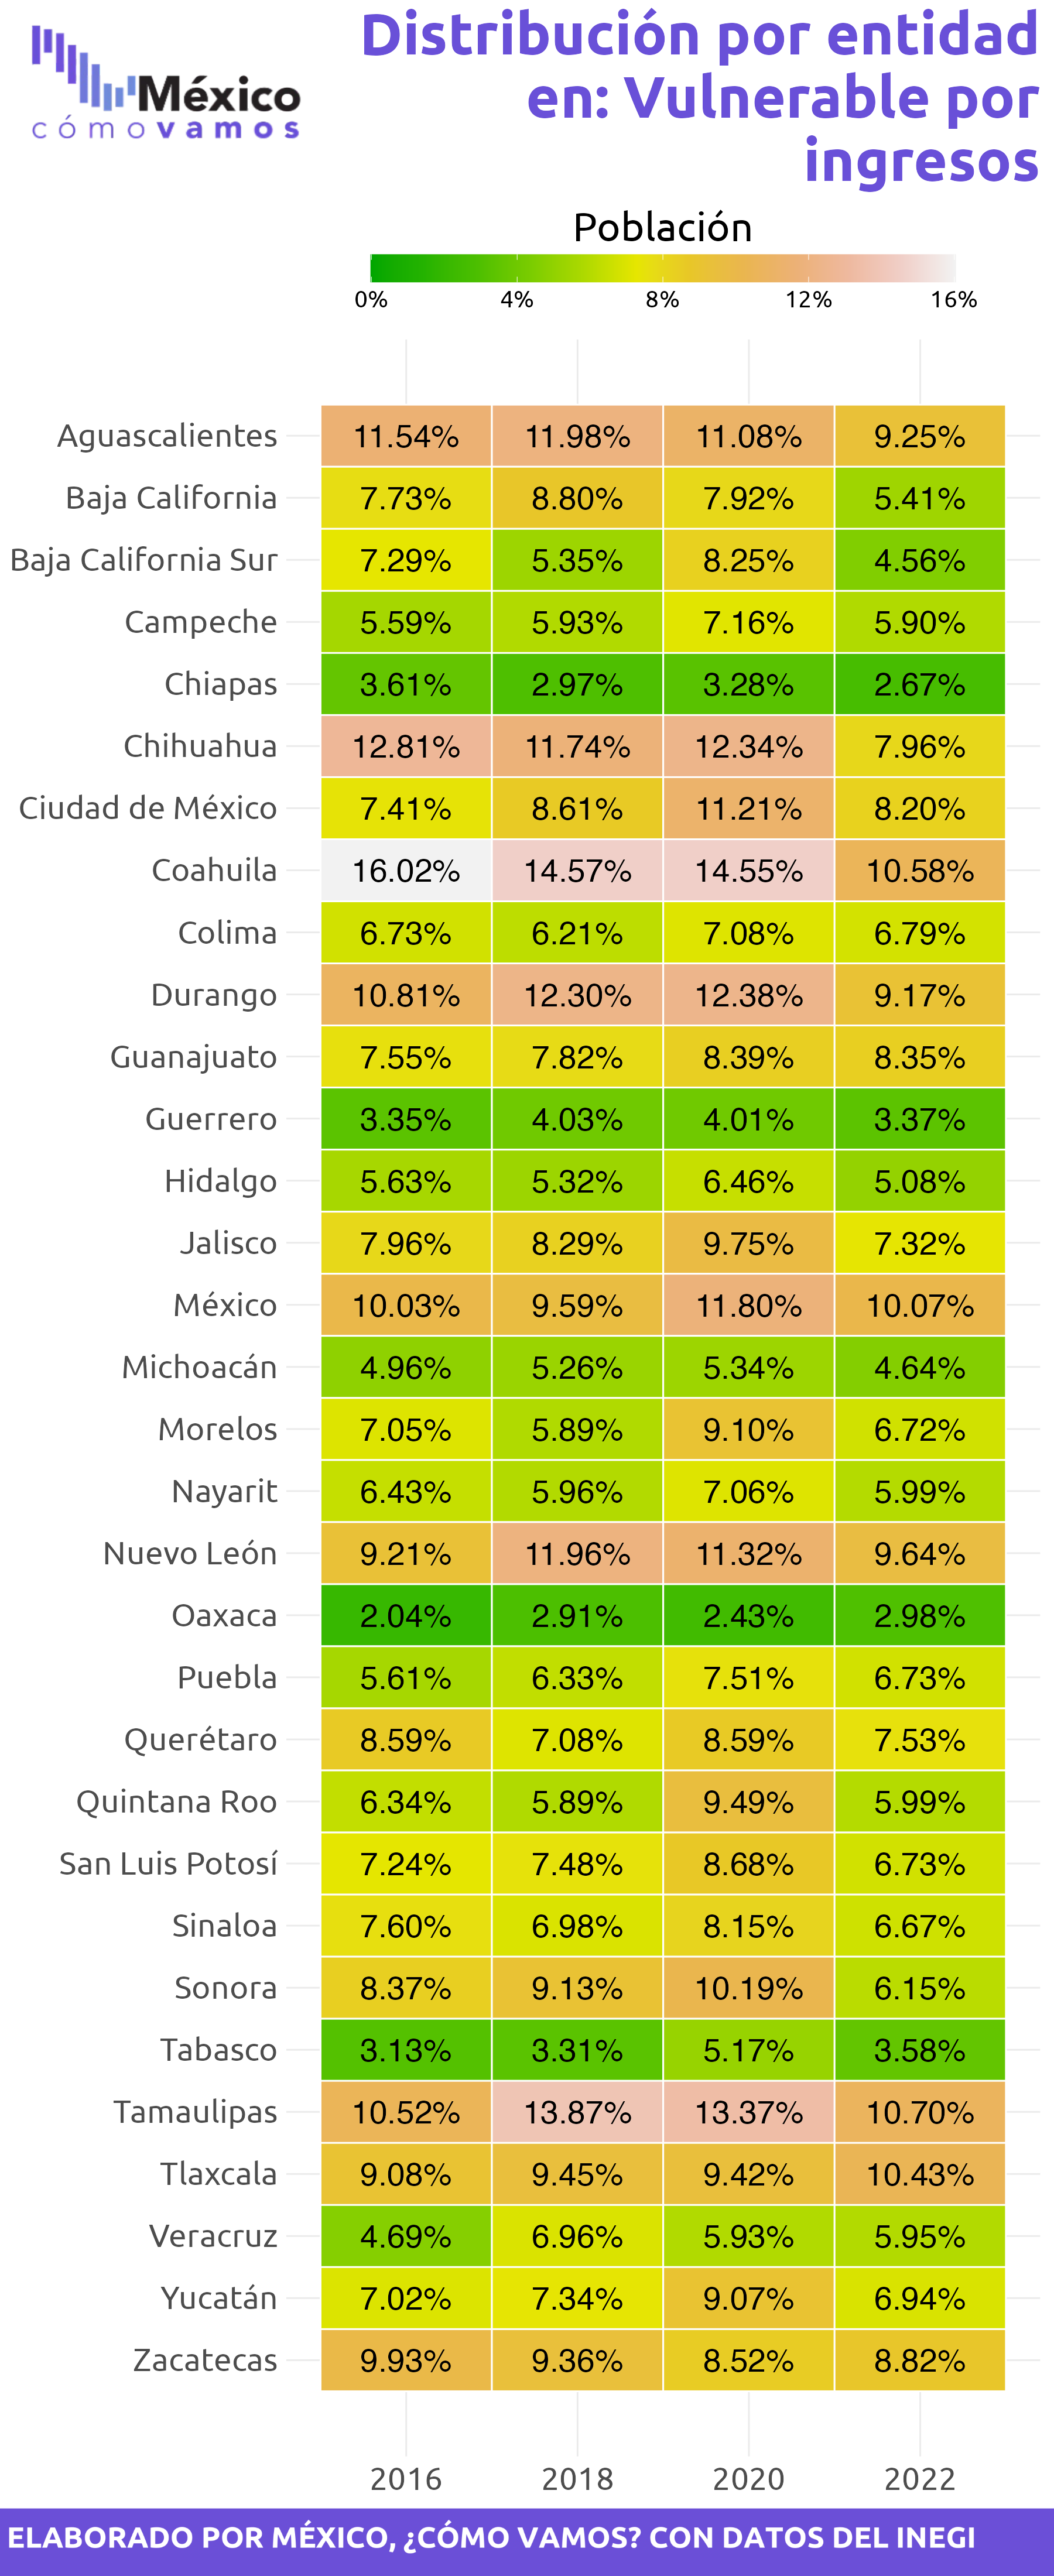 México
cómovamos
Distribución por entidad
en: Vulnerable por
ingresos
Población
0% 4% 8% 12% 16%
Aguascalientes 11.54% 11.98% 11.08% 9.25%
Baja California 7.73% 8.80% 7.92% 5.41%
Baja California Sur 7.29% 5.35% 8.25% 4.56%
Campeche 5.59% 5.93% 7.16% 5.90%
Chiapas 3.61% 2.97% 3.28% 2.67%
Chihuahua 12.81% 11.74% 12.34% 7.96%
Ciudad de México 7.41% 8.61% 11.21% 8.20%
Coahuila 16.02% 14.57% 14.55% 10.58%
Colima 6.73% 6.21% 7.08% 6.79%
Durango 10.81% 12.30% 12.38% 9.17%
Guanajuato 7.55% 7.82% 8.39% 8.35%
Guerrero 3.35% 4.03% 4.01% 3.37%
Hidalgo 5.63% 5.32% 6.46% 5.08%
Jalisco 7.96% 8.29% 9.75% 7.32%
México 10.03% 9.59% 11.80% 10.07%
Michoacán 4.96% 5.26% 5.34% 4.64%
Morelos 7.05% 5.89% 9.10% 6.72%
Nayarit 6.43% 5.96% 7.06% 5.99%
Nuevo León 9.21% 11.96% 11.32% 9.64%
Oaxaca 2.04% 2.91% 2.43% 2.98%
Puebla 5.61% 6.33% 7.51% 6.73%
Querétaro 8.59% 7.08% 8.59% 7.53%
Quintana Roo 6.34% 5.89% 9.49% 5.99%
San Luis Potosí 7.24% 7.48% 8.68% 6.73%
Sinaloa 7.60% 6.98% 8.15% 6.67%
Sonora 8.37% 9.13% 10.19% 6.15%
Tabasco 3.13% 3.31% 5.17% 3.58%
Tamaulipas 10.52% 13.87% 13.37% 10.70%
Tlaxcala 9.08% 9.45% 9.42% 10.43%
Veracruz 4.69% 6.96% 5.93% 5.95%
Yucatán 7.02% 7.34% 9.07% 6.94%
Zacatecas 9.93% 9.36% 8.52% 8.82%
2016 2018 2020 2022
ELABORADO POR MÉXICO, ¿CÓMO VAMOS? CON DATOS DEL INEGI